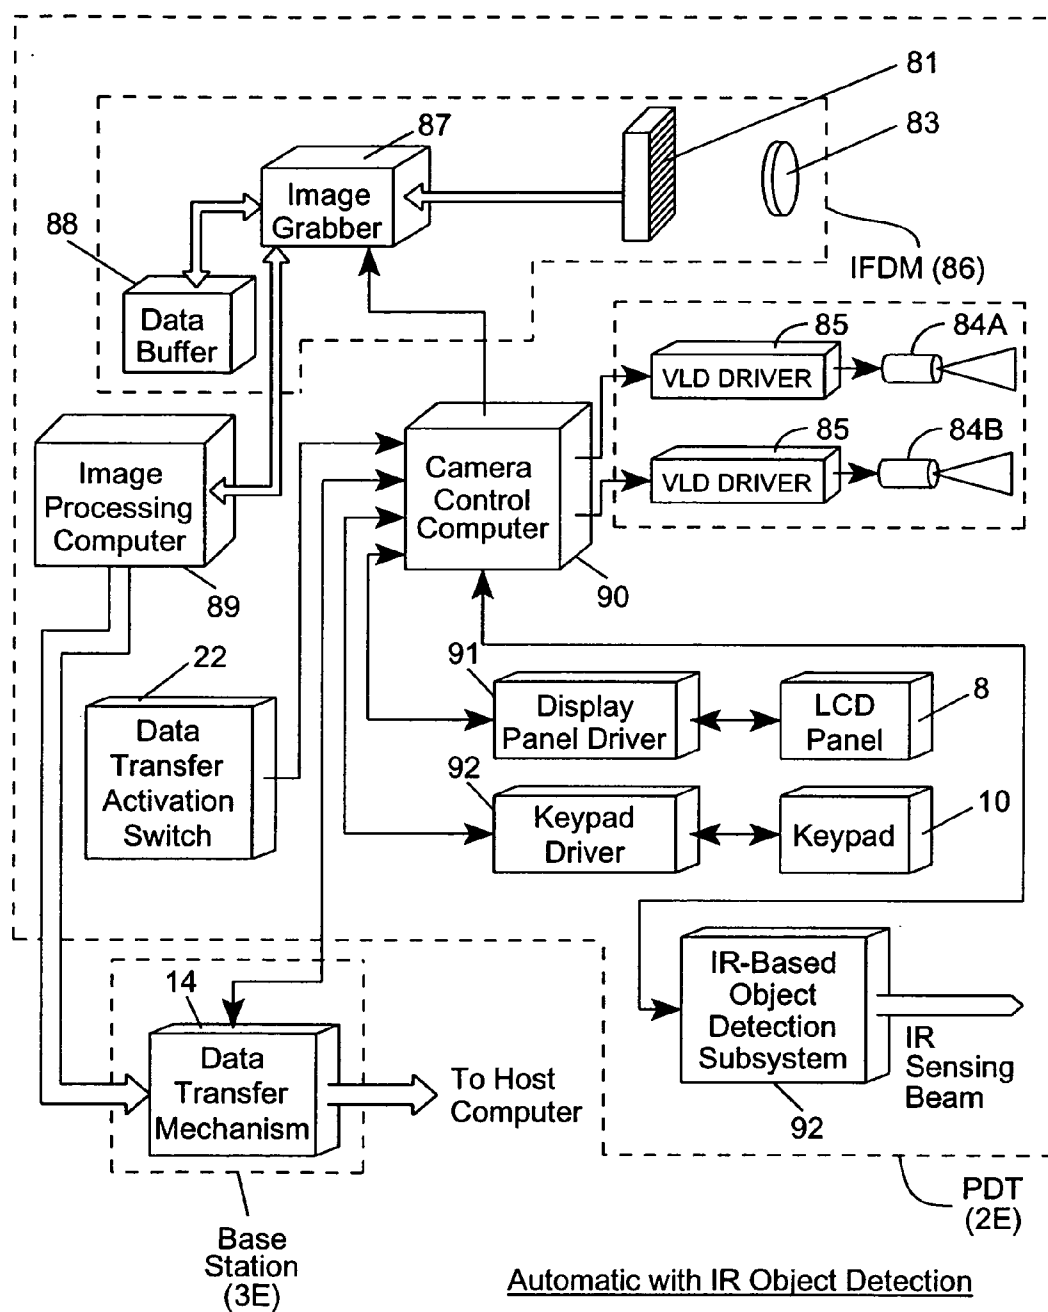 81
87
83
Image
Grabber
88
IFDM (86)
Data
Buffer
85
84A
VLD DRIVER
85
84B
VLD DRIVER
Image
Processing
Computer
Camera
Control
Computer
89
90
22
91
8
Data
Transfer
Activation
Switch
Display
Panel Driver
LCD
Panel
92
10
Keypad
Driver
Keypad
14
IR-Based
Object
Detection
Subsystem
IR
Sensing
Beam
Data
Transfer
Mechanism
To Host
Computer
92
PDT
(2E)
Base
Station
(3E)
Automatic with IR Object Detection